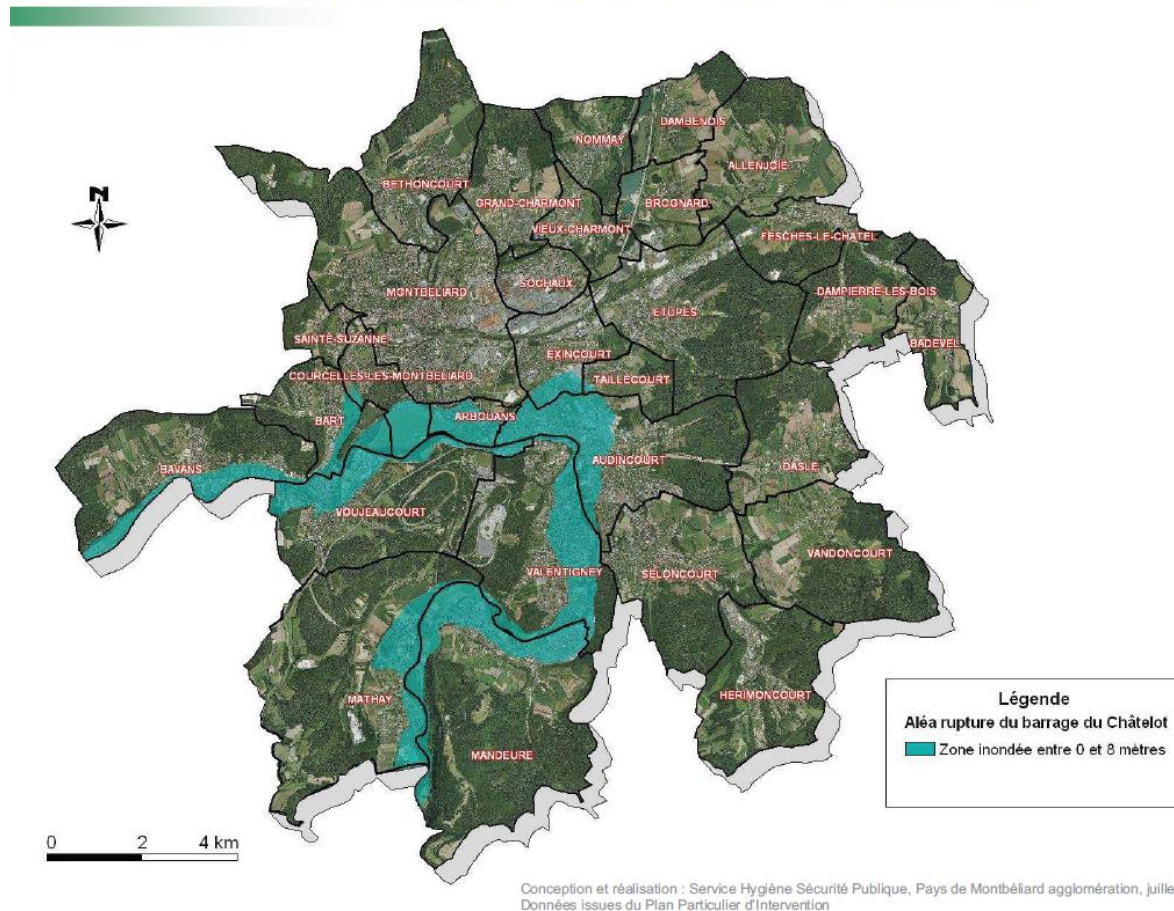 N
NOMMAY
DAMBENOIS
ALLENJOIE
BETHONCOURT
GRAND-CHARMONT
BROGNARD
VIEUX-CHARMONT
FESCHES-LE-CHATEL
SOCHAUX
MONTBELIARD
DAMPIERRE-LES-BOIS
ETUPES
SAINTE-SUZANNE
BADEVEL
EXINCOURT
COURCELLES-LES-MONTBELIARD
TAILLECOURT
ARBOUANS
BART
AUDINCOURT
DASLE
BAVANS
VOUJEAUCOURT
VANDONCOURT
VALENTIGNEY
SELONCOURT
HERIMONCOURT
MATHAY
MANDEURE
Légende
Aléa rupture du barrage du Châtelot
Zone inondée entre 0 et 8 mètres
0 2 4 km
Conception et réalisation : Service Hygiène Sécurité Publique, Pays de Montbéliard agglomération, juille
Données issues du Plan Particulier d'Intervention